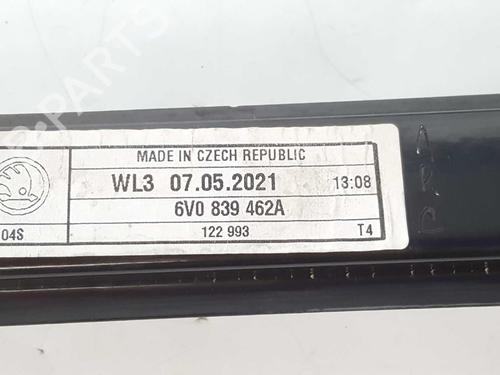 MADE IN CZECH REPUBLIC
WL3 07.05.2021 13:08
6V0 839 462A
04S 122 993 T4